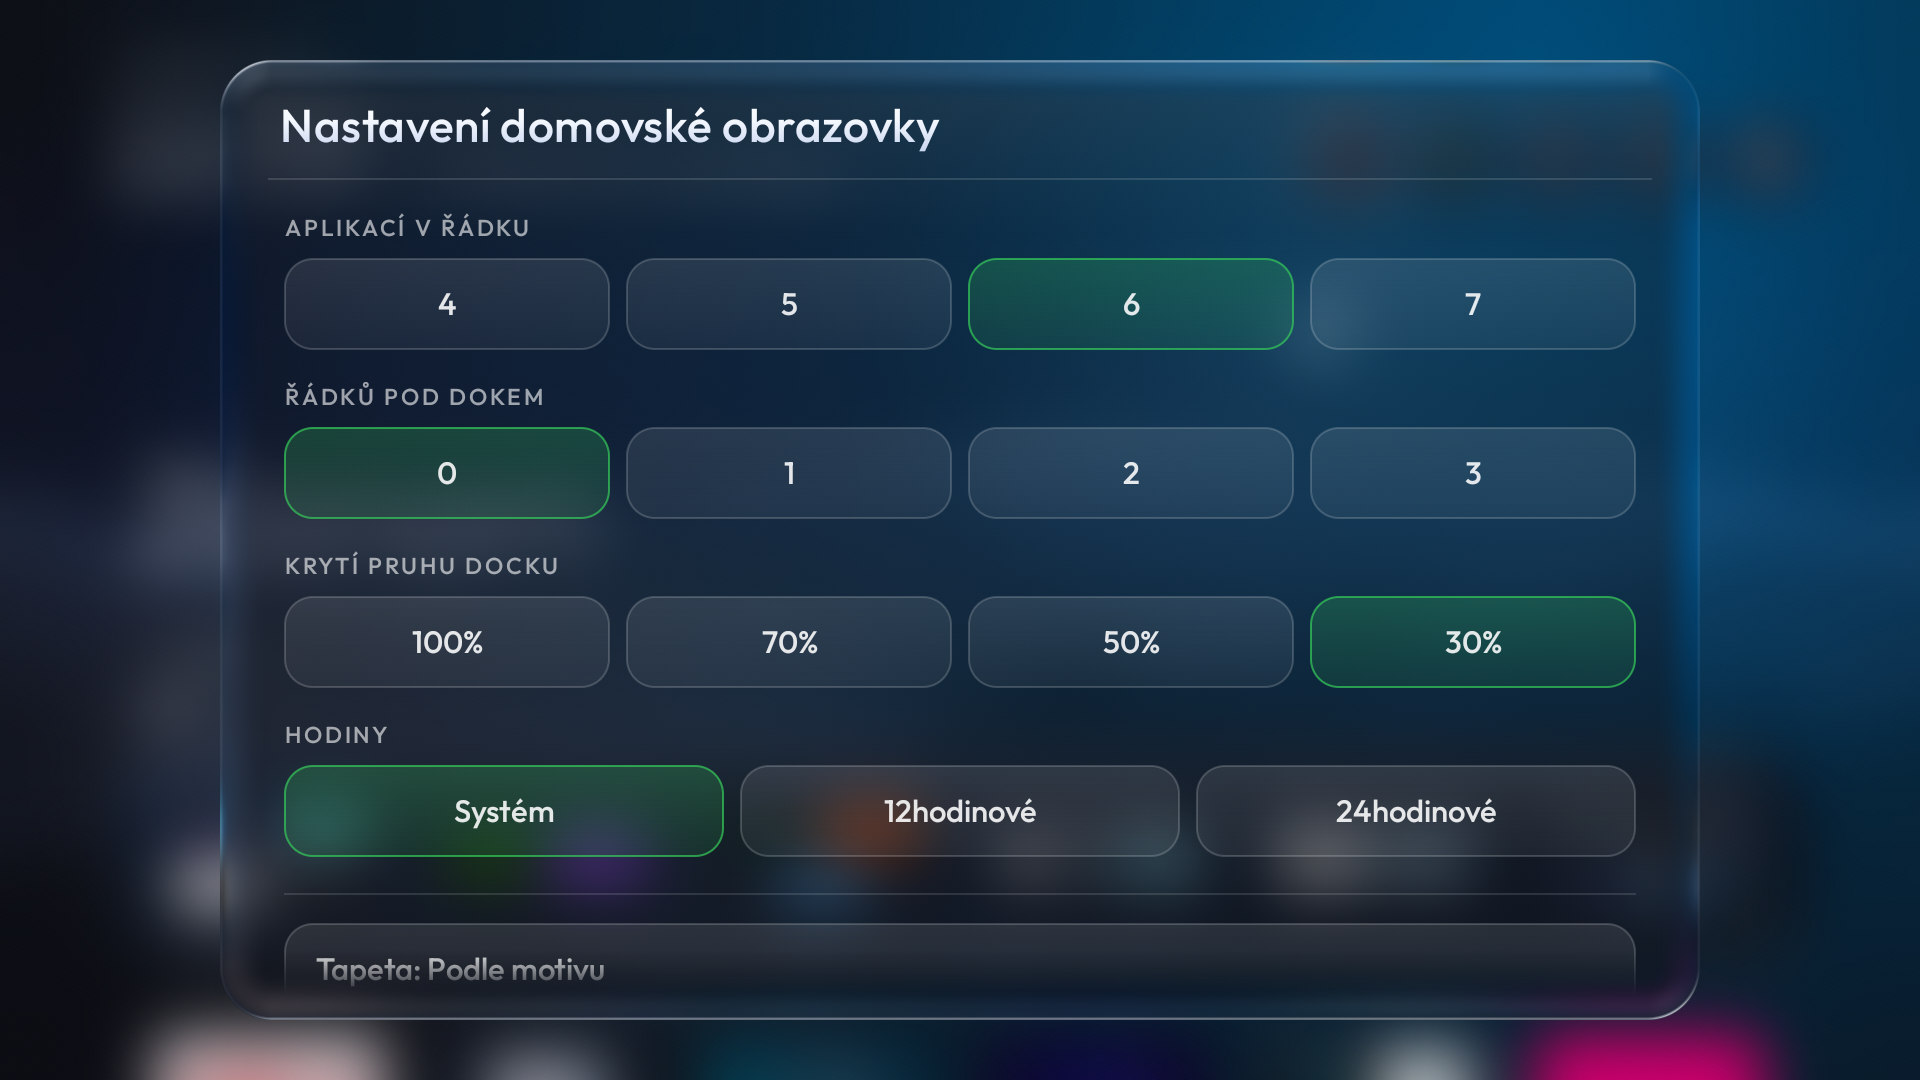 Nastavení domovské obrazovky
APLIKACÍ V ŘÁDKU
4 5 6 7
ŘÁDKŮ POD DOKEM
0 1 2 3
KRYTÍ PRUHU DOCKU
100% 70% 50% 30%
HODINY
Systém 12hodinové 24hodinové
Tapeta: Podle motivu